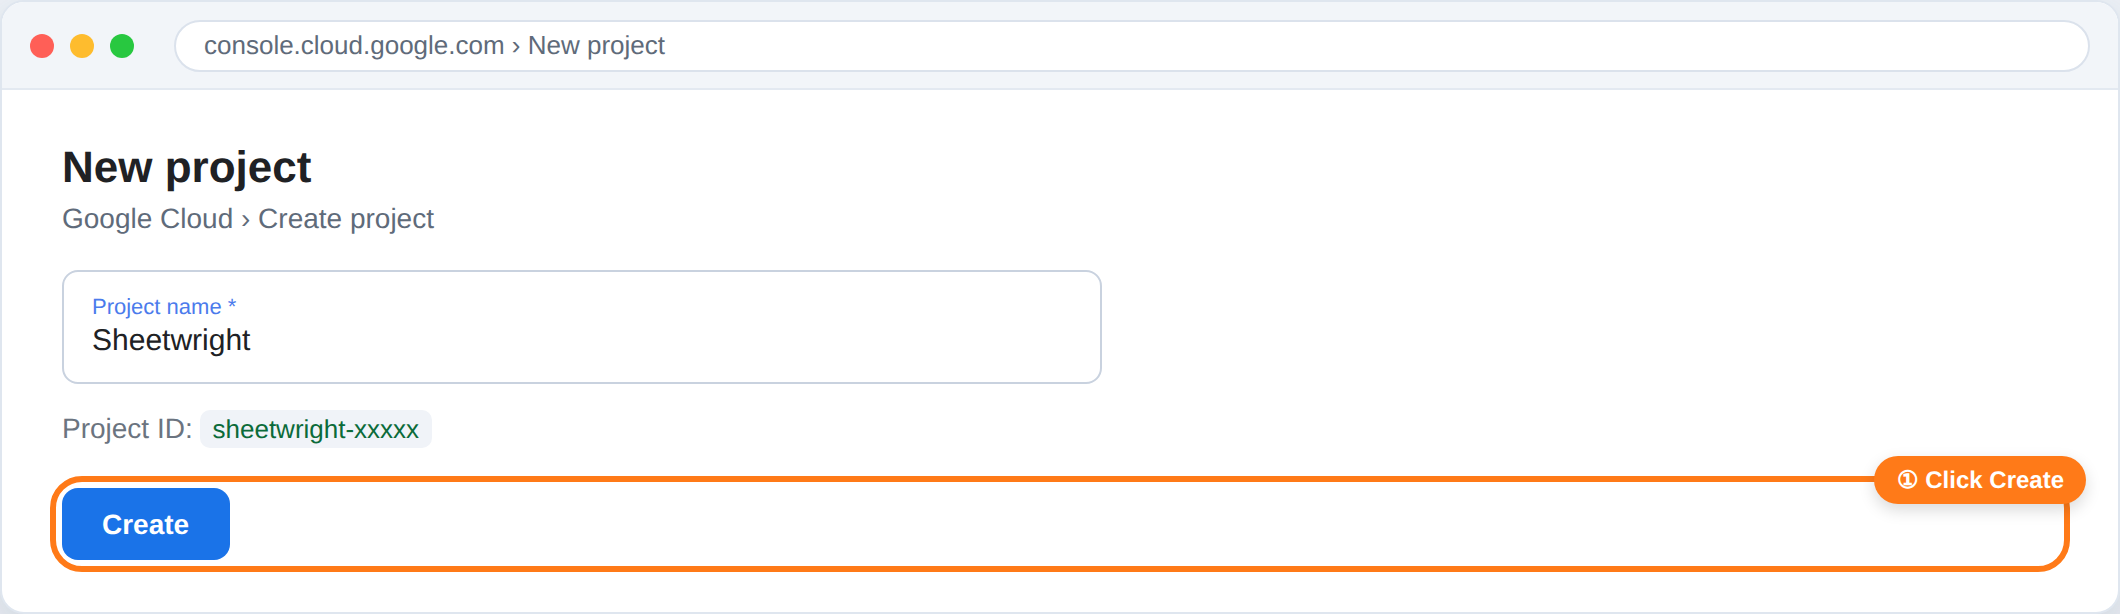 console.cloud.google.com › New project
New project
Google Cloud › Create project
Project name *
Sheetwright
Project ID: sheetwright-xxxxx
① Click Create
Create